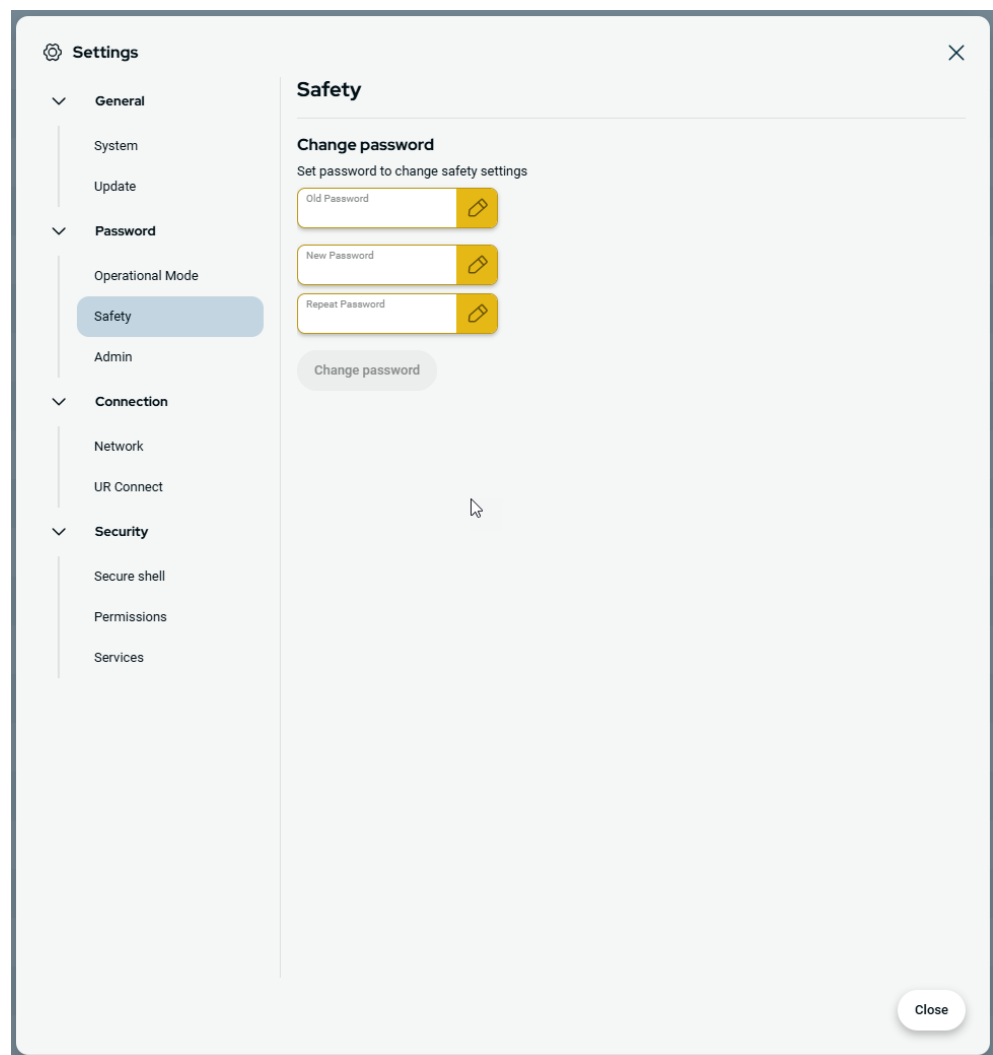 Settings
General
System
Update
Password
Operational Mode
Safety
Admin
Connection
Network
UR Connect
Security
Secure shell
Permissions
Services
Safety
Change password
Set password to change safety settings
Old Password
New Password
Repeat Password
Change password
Close